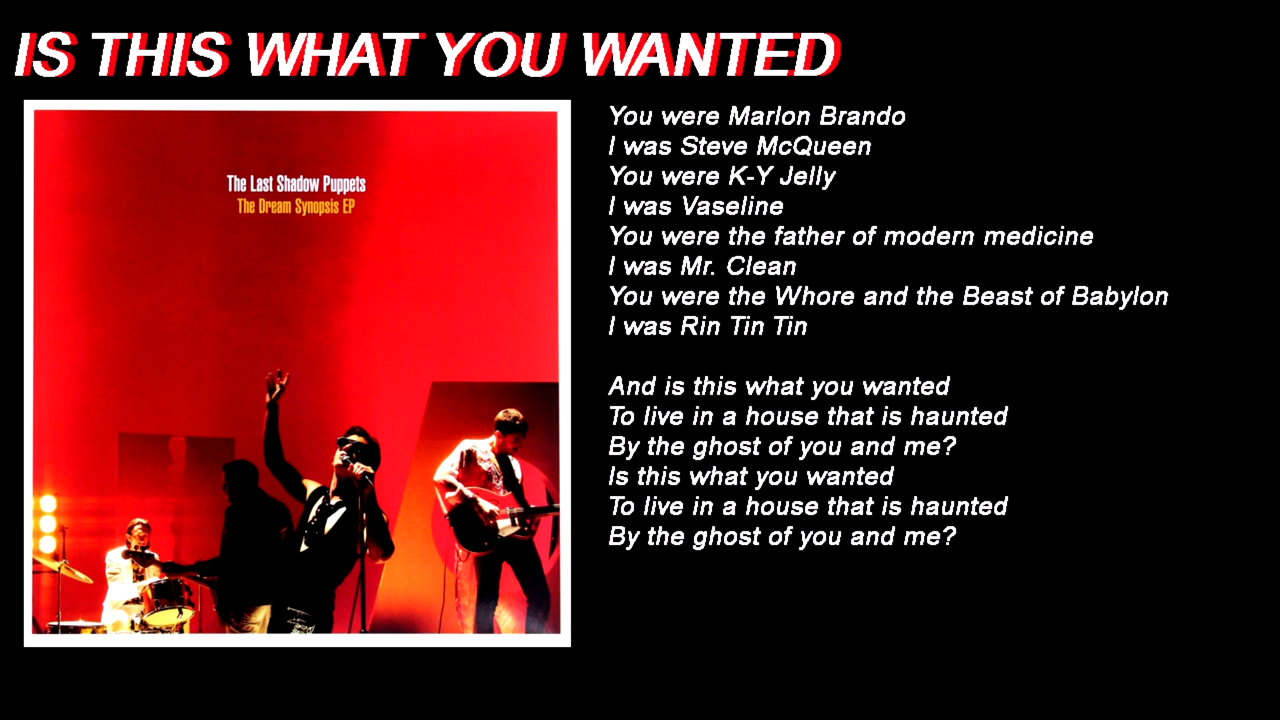 IS THIS WHAT YOU WANTED
The Last Shadow Puppets
The Dream Synopsis EP
You were Marlon Brando
I was Steve McQueen
You were K-Y Jelly
I was Vaseline
You were the father of modern medicine
I was Mr. Clean
You were the Whore and the Beast of Babylon
I was Rin Tin Tin
And is this what you wanted
To live in a house that is haunted
By the ghost of you and me?
Is this what you wanted
To live in a house that is haunted
By the ghost of you and me?